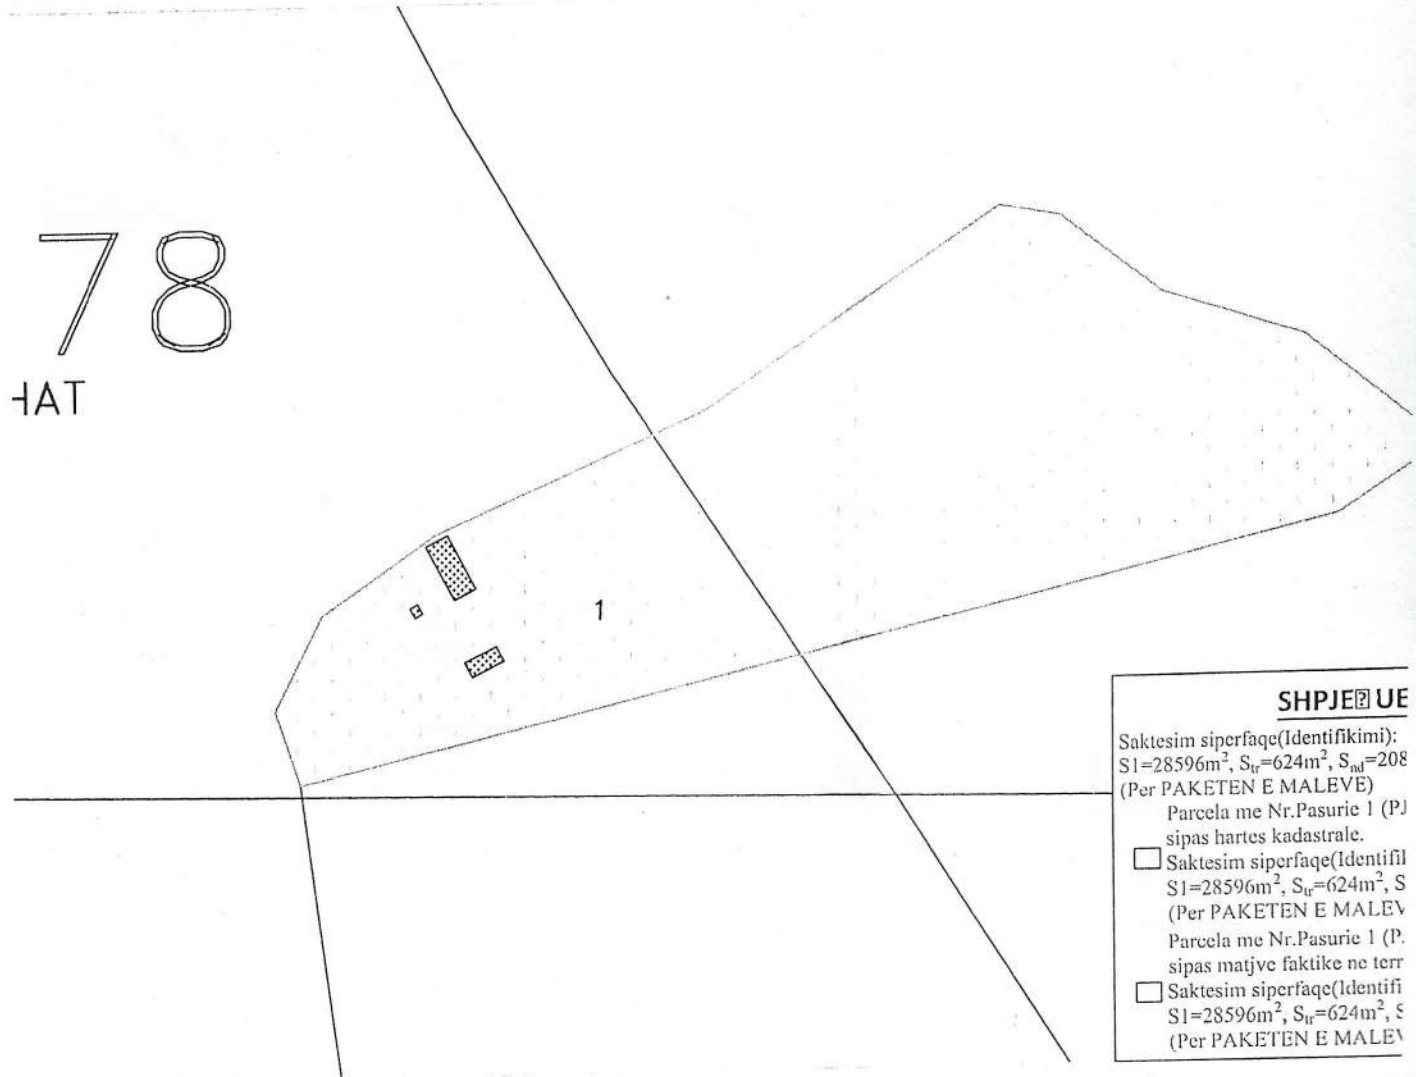 78
HAT
1
SHPJE UE
Saktesim siperfaqe(Identifikimi):
S1=28596m², Str=624m², Snd=208
(Per PAKETEN E MALEVE)
Parcela me Nr.Pasurie 1 (PJ
sipas hartes kadastrale.
Saktesim siperfaqe(Identifil
S1=28596m², Str=624m², S
(Per PAKETEN E MALEV
Parcela me Nr.Pasurie 1 (P.
sipas matjve faktike ne terr
Saktesim siperfaqe(Identifi
S1=28596m², Str=624m², S
(Per PAKETEN E MALEV